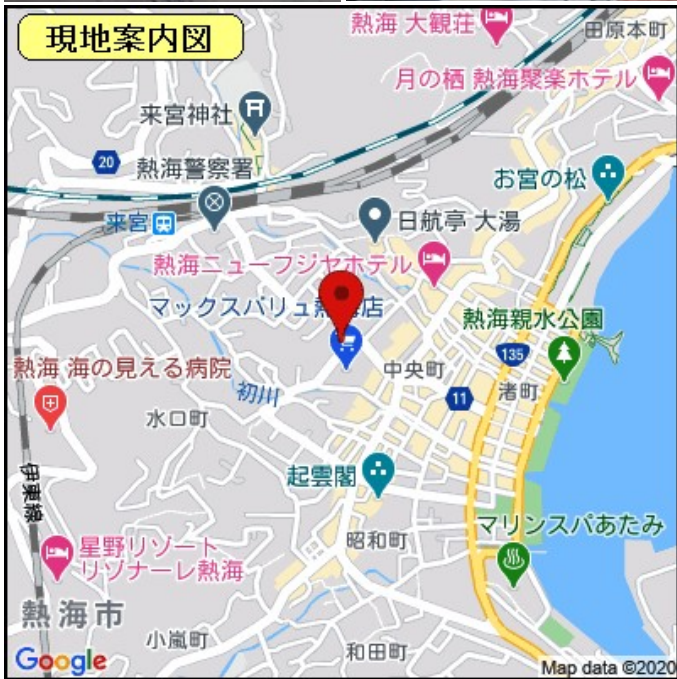 現地案内図
熱海 大観荘
田原本町
月の栖 熱海聚楽ホテル
来宮神社
20
熱海警察署
お宮の松
来宮
日航亭 大湯
熱海ニューフジヤホテル
マックスバリュ熱海店
熱海親水公園
135
中央町
熱海 海の見える病院
初川
11
渚町
水口町
起雲閣
伊東線
マリンスパあたみ
昭和町
星野リゾート
リゾナーレ熱海
熱海市
小嵐町
和田町
Google
Map data ©2020